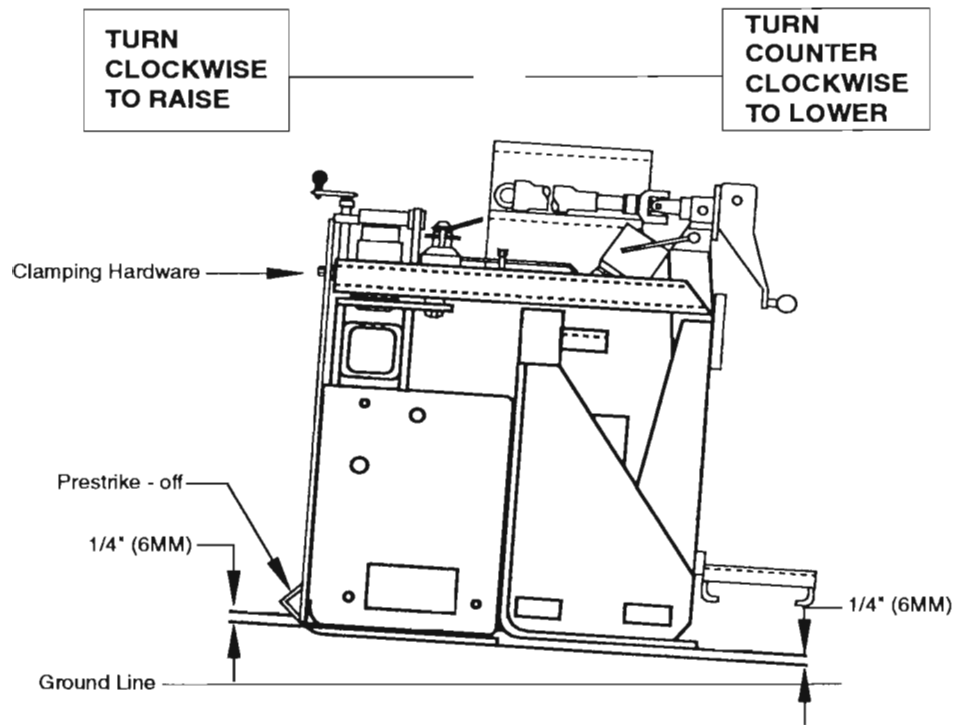 TURN
CLOCKWISE
TO RAISE
TURN
COUNTER
CLOCKWISE
TO LOWER
Clamping Hardware
Prestrike - off
1/4" (6MM)
1/4" (6MM)
Ground Line